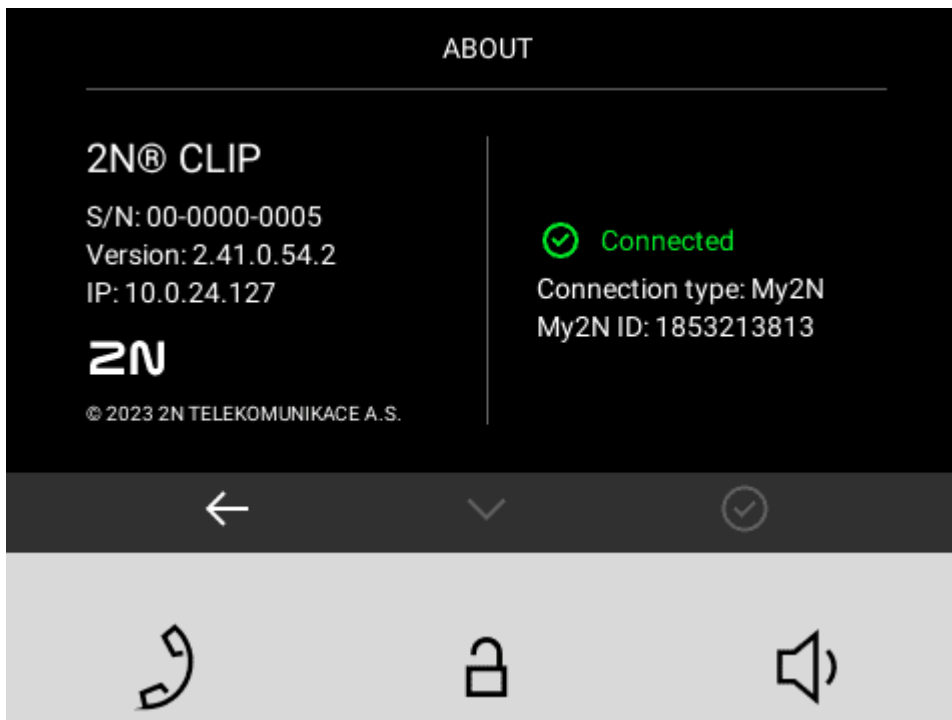 ABOUT
2N® CLIP
S/N: 00-0000-0005
Version: 2.41.0.54.2
IP: 10.0.24.127
2N
© 2023 2N TELEKOMUNIKACE A.S.
Connected
Connection type: My2N
My2N ID: 1853213813